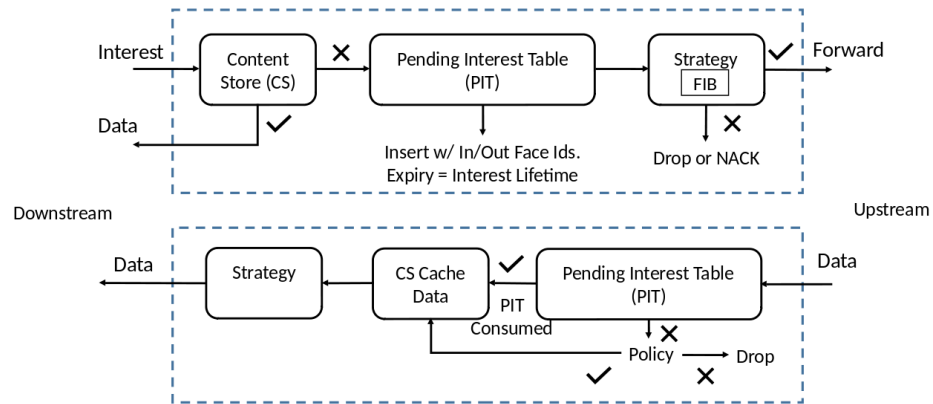 Interest
Content
Store (CS)
Pending Interest Table
(PIT)
Strategy
FIB
Forward
Data
Insert w/ In/Out Face Ids.
Expiry = Interest Lifetime
Drop or NACK
Downstream
Upstream
Data
Strategy
CS Cache
Data
PIT
Consumed
Pending Interest Table
(PIT)
Data
Policy
Drop